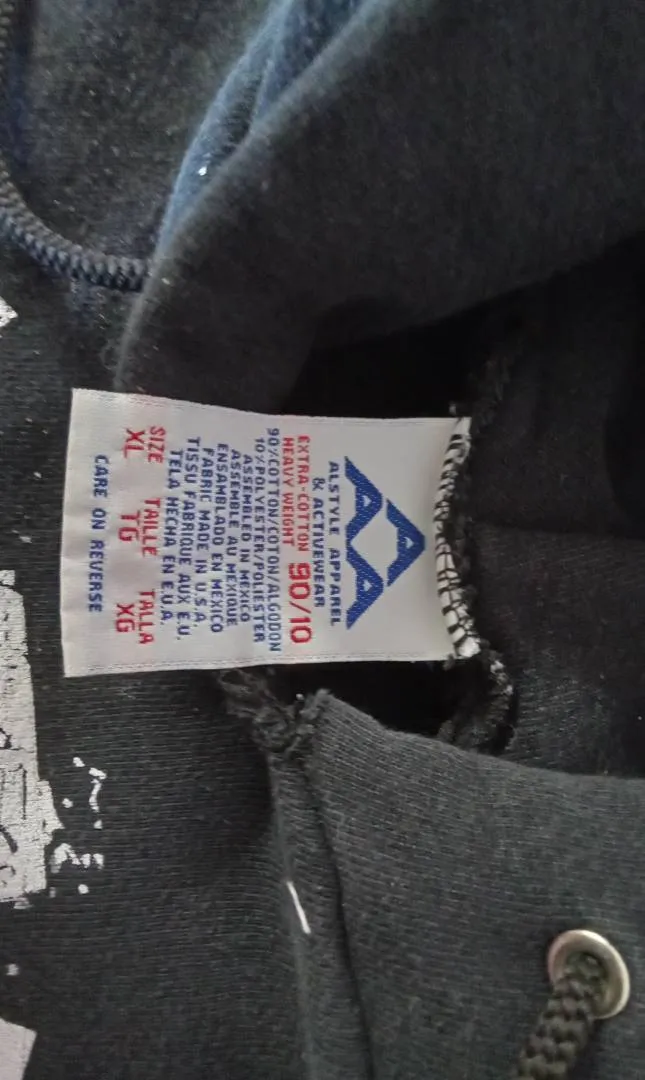 AAA
ALSTYLE APPAREL
& ACTIVEWEAR
EXTRA-COTTON
HEAVY WEIGHT
90/10
90%COTTON/COTON/ALGODON
10%POLYESTER/POLIESTER
ASSEMBLED IN MEXICO
ASSEMBLE AU MEXIQUE
ENSAMBLADO EN MEXICO
FABRIC MADE IN U.S.A.
TISSU FABRIQUE AUX E.U.
TELA HECHA EN E.U.A.
SIZE TAILLE TALLA
XL TG XG
CARE ON REVERSE